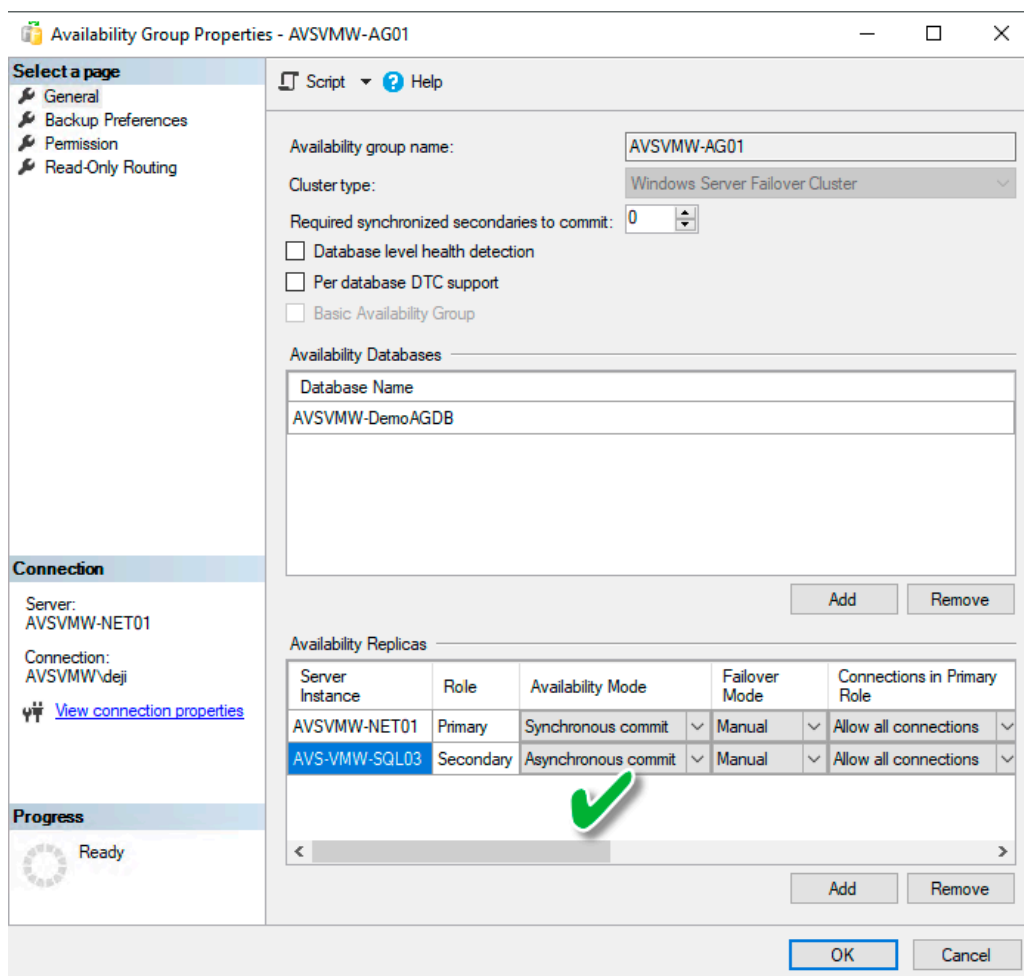 Availability Group Properties - AVSVMW-AG01
Select a page
General
Backup Preferences
Permission
Read-Only Routing
Script
Help
Availability group name:
AVSVMW-AG01
Cluster type:
Windows Server Failover Cluster
Required synchronized secondaries to commit:
0
Database level health detection
Per database DTC support
Basic Availability Group
Availability Databases
Database Name
AVSVMW-DemoAGDB
Add
Remove
Connection
Server:
AVSVMW-NET01
Connection:
AVSVMW\deji
View connection properties
Progress
Ready
Availability Replicas
Server Instance
Role
Availability Mode
Failover Mode
Connections in Primary Role
AVSVMW-NET01
Primary
Synchronous commit
Manual
Allow all connections
AVS-VMW-SQL03
Secondary
Asynchronous commit
Manual
Allow all connections
Add
Remove
OK
Cancel